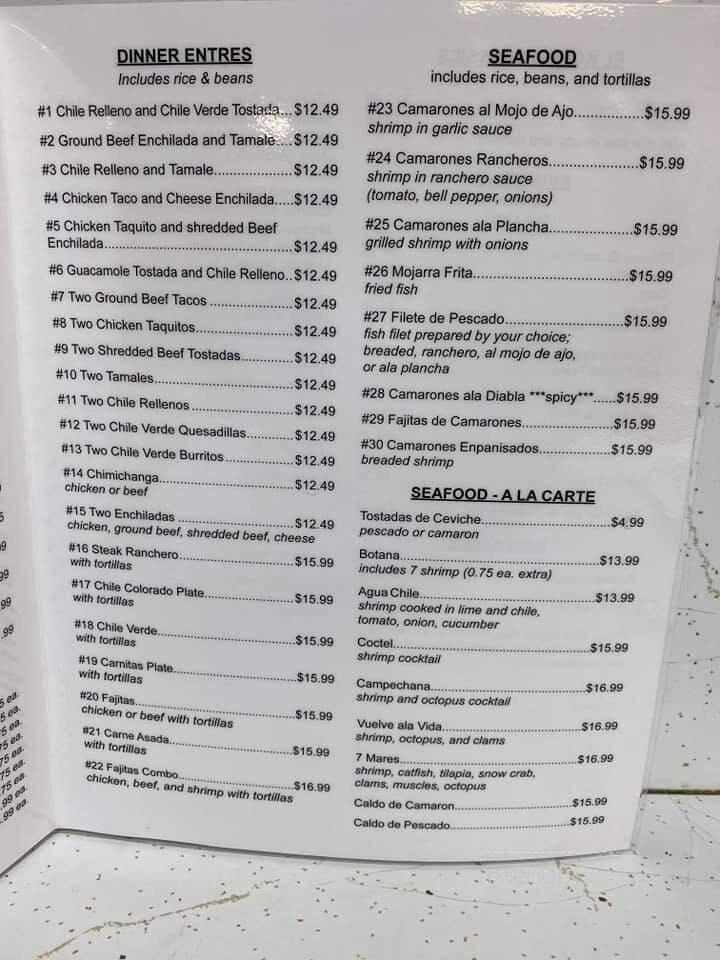 DINNER ENTRES
Includes rice & beans
#1 Chile Relleno and Chile Verde Tostada...$12.49
#2 Ground Beef Enchilada and Tamale....$12.49
#3 Chile Relleno and Tamale..................$12.49
#4 Chicken Taco and Cheese Enchilada.....$12.49
#5 Chicken Taquito and shredded Beef
Enchilada...........................................$12.49
#6 Guacamole Tostada and Chile Relleno..$12.49
#7 Two Ground Beef Tacos ....................$12.49
#8 Two Chicken Taquitos.......................$12.49
#9 Two Shredded Beef Tostadas.............$12.49
#10 Two Tamales.................................$12.49
#11 Two Chile Rellenos .........................$12.49
#12 Two Chile Verde Quesadillas............$12.49
#13 Two Chile Verde Burritos .................$12.49
#14 Chimichanga................................$12.49
chicken or beef
#15 Two Enchiladas ............................$12.49
chicken, ground beef, shredded beef, cheese
#16 Steak Ranchero............................$15.99
with tortillas
#17 Chile Colorado Plate......................$15.99
with tortillas
#18 Chile Verde..................................$15.99
with tortillas
#19 Carnitas Plate..............................$15.99
with tortillas
#20 Fajitas........................................$15.99
chicken or beef with tortillas
#21 Carne Asada...............................$15.99
with tortillas
#22 Fajitas Combo.............................$16.99
chicken, beef, and shrimp with tortillas
SEAFOOD
includes rice, beans, and tortillas
#23 Camarones al Mojo de Ajo.................$15.99
shrimp in garlic sauce
#24 Camarones Rancheros.....................$15.99
shrimp in ranchero sauce
(tomato, bell pepper, onions)
#25 Camarones ala Plancha....................$15.99
grilled shrimp with onions
#26 Mojarra Frita....................................$15.99
fried fish
#27 Filete de Pescado............................$15.99
fish filet prepared by your choice;
breaded, ranchero, al mojo de ajo,
or ala plancha
#28 Camarones ala Diabla ***spicy***......$15.99
#29 Fajitas de Camarones.......................$15.99
#30 Camarones Enpanisados..................$15.99
breaded shrimp
SEAFOOD - A LA CARTE
Tostadas de Ceviche.............................$4.99
pescado or camaron
Botana..............................................$13.99
includes 7 shrimp (0.75 ea. extra)
Agua Chile..........................................$13.99
shrimp cooked in lime and chile,
tomato, onion, cucumber
Coctel................................................$15.99
shrimp cocktail
Campechana.......................................$16.99
shrimp and octopus cocktail
Vuelve ala Vida....................................$16.99
shrimp, octopus, and clams
7 Mares..............................................$16.99
shrimp, catfish, tilapia, snow crab,
clams, muscles, octopus
Caldo de Camaron...............................$15.99
Caldo de Pescado................................$15.99